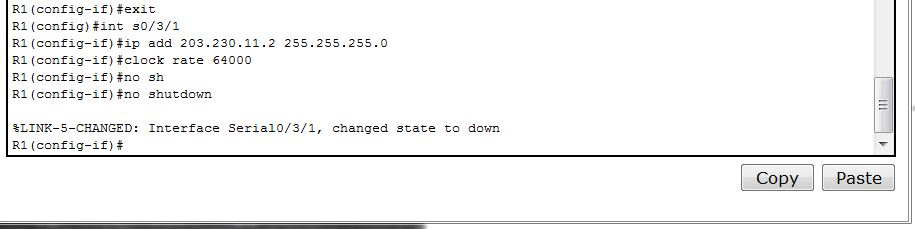 R1(config-if)#exit
R1(config)#int s0/3/1
R1(config-if)#ip add 203.230.11.2 255.255.255.0
R1(config-if)#clock rate 64000
R1(config-if)#no sh
R1(config-if)#no shutdown
%LINK-5-CHANGED: Interface Serial0/3/1, changed state to down
R1(config-if)#
Copy Paste